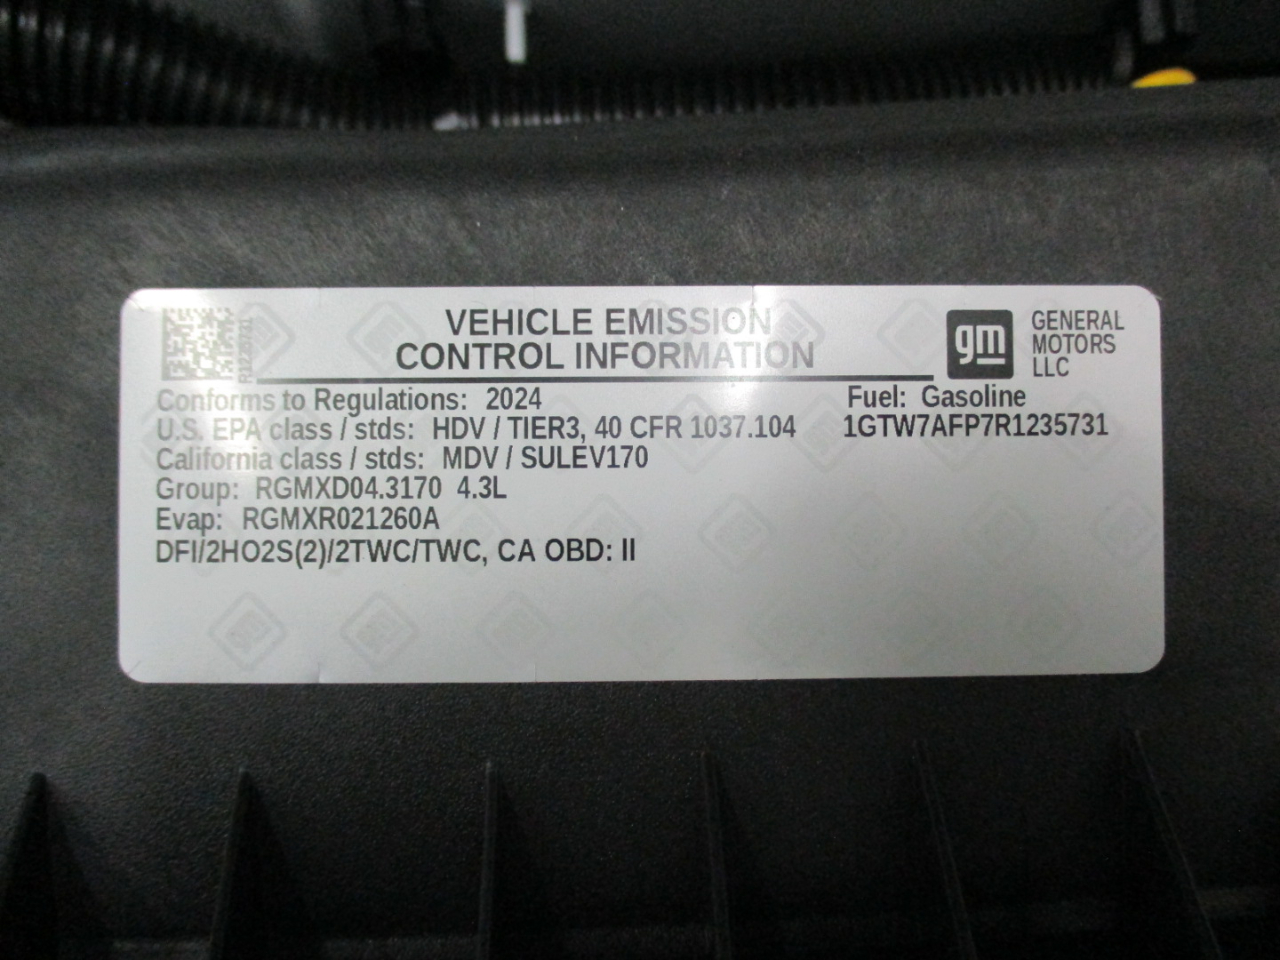 VEHICLE EMISSION
CONTROL INFORMATION
gm
GENERAL
MOTORS
LLC
Conforms to Regulations: 2024
Fuel: Gasoline
U.S. EPA class / stds: HDV / TIER3, 40 CFR 1037.104
1GTW7AFP7R1235731
California class / stds: MDV / SULEV170
Group: RGMXD04.3170 4.3L
Evap: RGMXR021260A
DFI/2HO2S(2)/2TWC/TWC, CA OBD: II